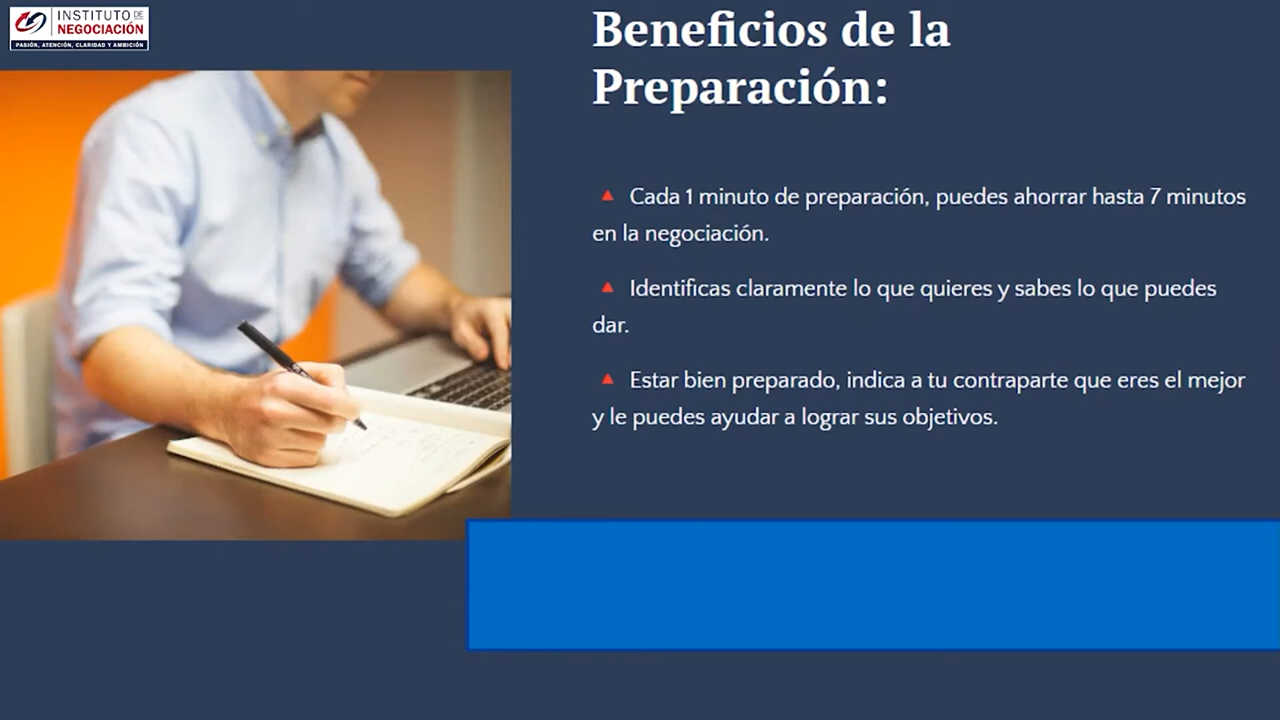 INSTITUTO DE
NEGOCIACIÓN
PASIÓN, ATENCIÓN, CLARIDAD Y AMBICIÓN
Beneficios de la
Preparación:
🔺 Cada 1 minuto de preparación, puedes ahorrar hasta 7 minutos
en la negociación.
🔺 Identificas claramente lo que quieres y sabes lo que puedes
dar.
🔺 Estar bien preparado, indica a tu contraparte que eres el mejor
y le puedes ayudar a lograr sus objetivos.